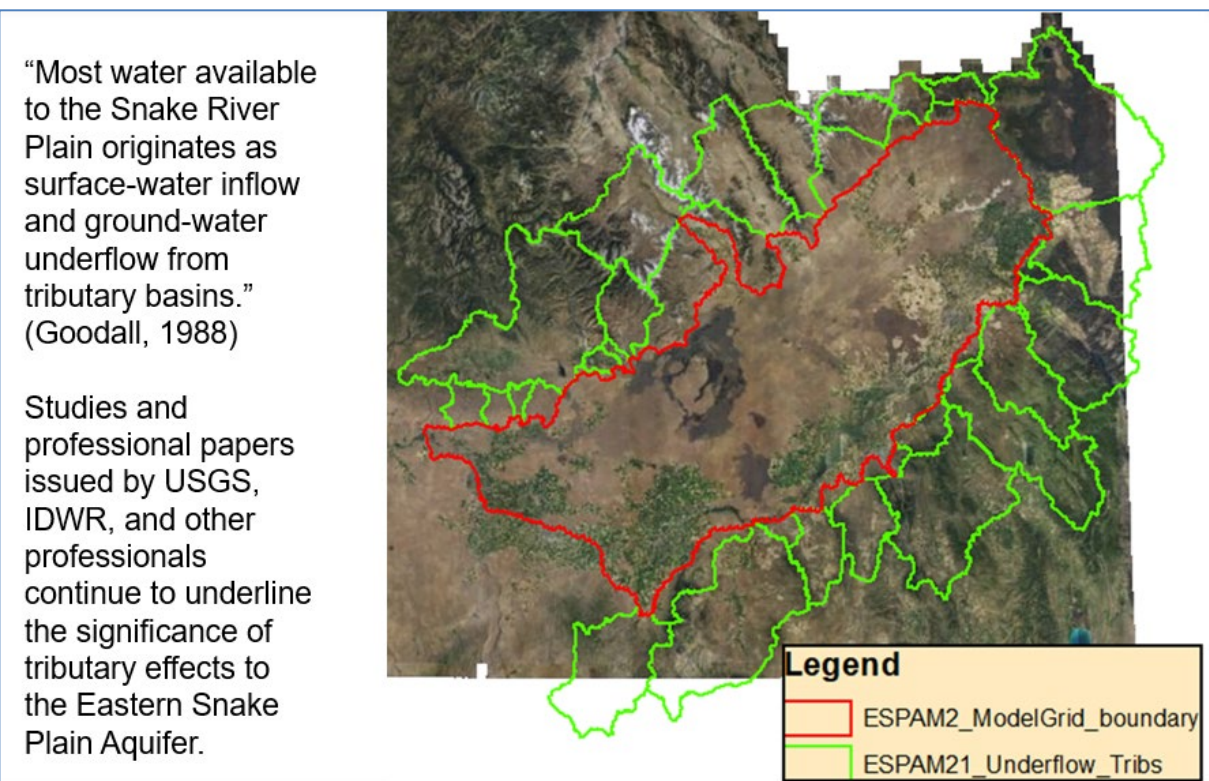 “Most water available
to the Snake River
Plain originates as
surface-water inflow
and ground-water
underflow from
tributary basins.”
(Goodall, 1988)
Studies and
professional papers
issued by USGS,
IDWR, and other
professionals
continue to underline
the significance of
tributary effects to
the Eastern Snake
Plain Aquifer.
Legend
ESPAM2_ModelGrid_boundary
ESPAM21_Underflow_Tribs